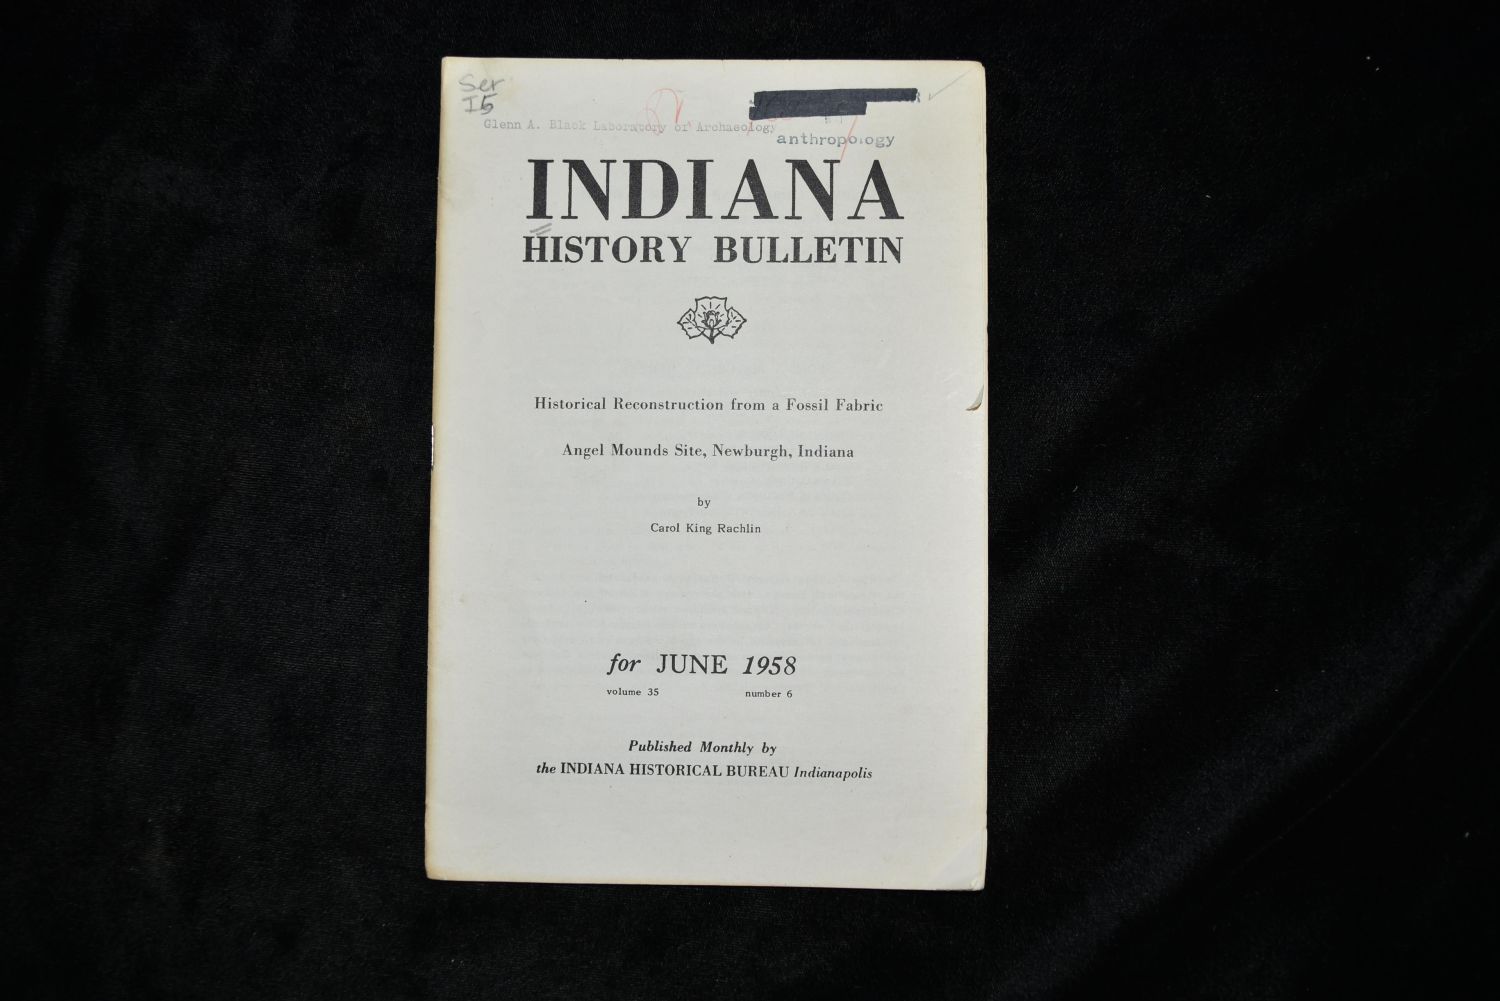 Ser
I5
Glenn A. Black Laboratory of Archaeology
anthropology
INDIANA
HISTORY BULLETIN
Historical Reconstruction from a Fossil Fabric
Angel Mounds Site, Newburgh, Indiana
by
Carol King Rachlin
for JUNE 1958
volume 35 number 6
Published Monthly by
the INDIANA HISTORICAL BUREAU Indianapolis